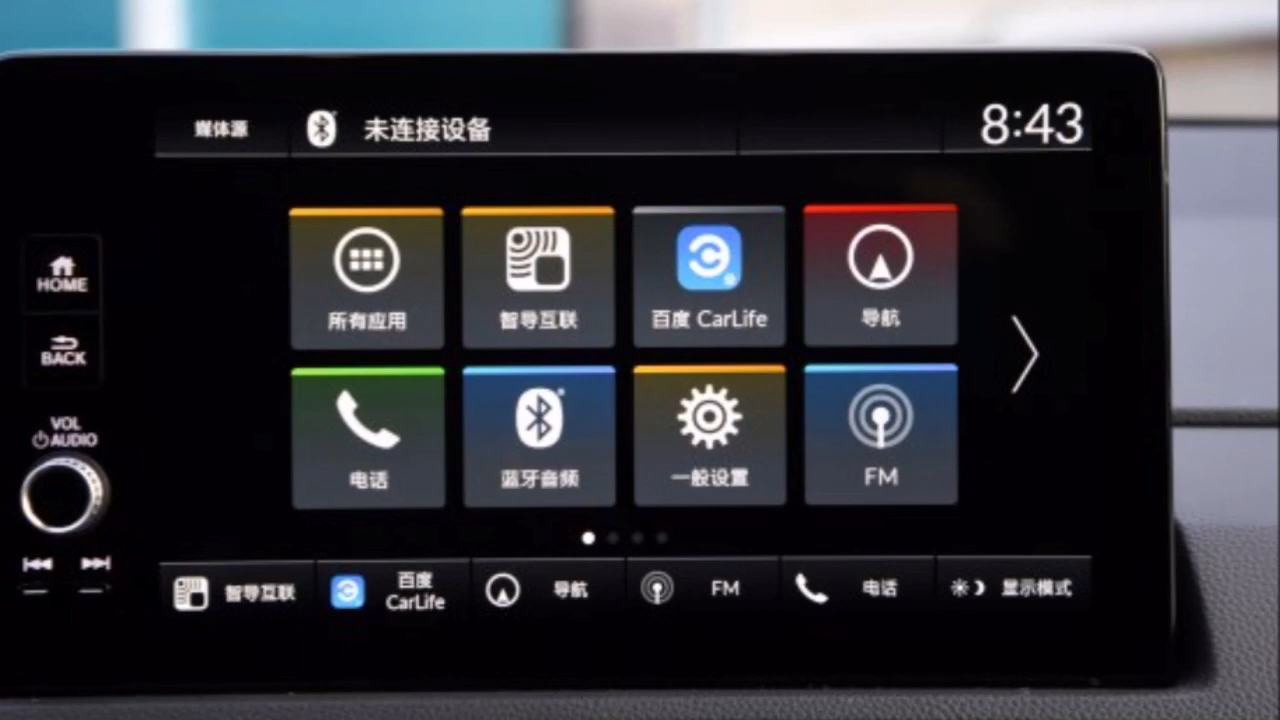 媒体源
未连接设备
8:43
HOME
BACK
VOL
AUDIO
所有应用
智导互联
百度 CarLife
导航
电话
蓝牙音频
一般设置
FM
智导互联
百度
CarLife
导航
FM
电话
显示模式